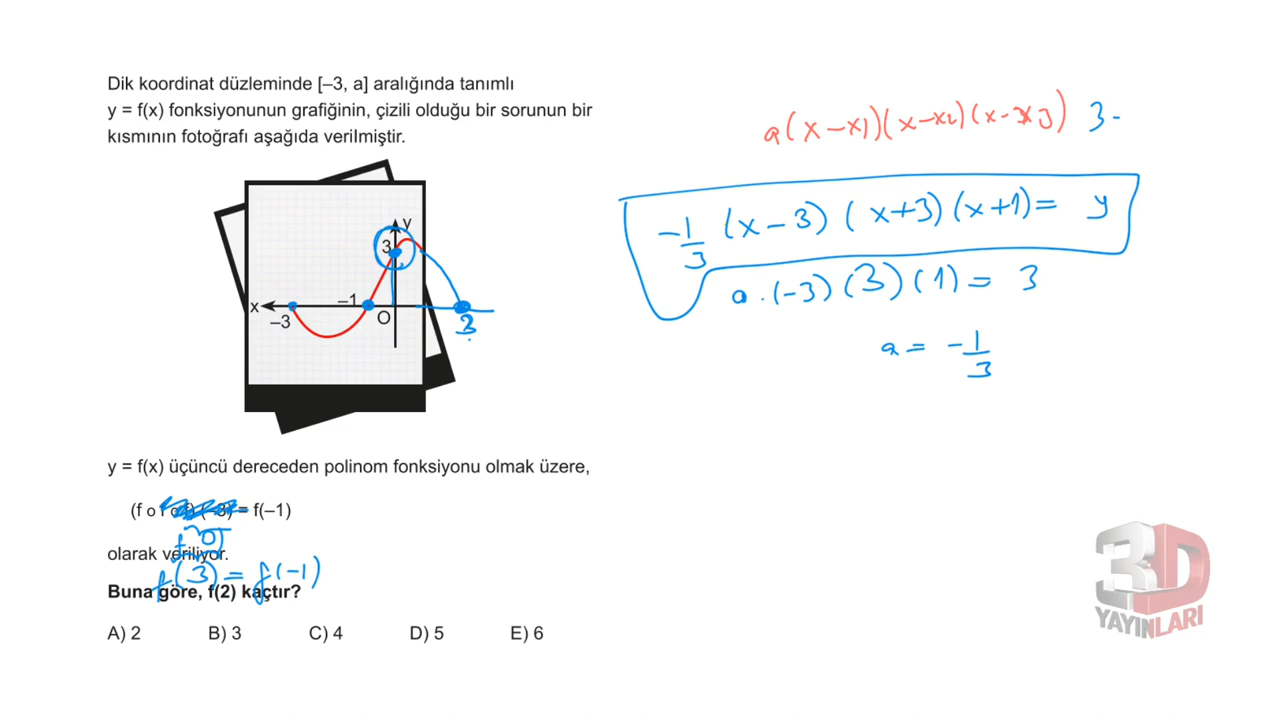 Dik koordinat düzleminde [–3, a] aralığında tanımlı
y = f(x) fonksiyonunun grafiğinin, çizili olduğu bir sorunun bir
kısmının fotoğrafı aşağıda verilmiştir.
y
3
x
–3
–1
O
3
y = f(x) üçüncü dereceden polinom fonksiyonu olmak üzere,
(f o f o f) (–3) = f(–1)
olarak veriliyor.
f(3) = f(-1)
Buna göre, f(2) kaçtır?
A) 2 B) 3 C) 4 D) 5 E) 6
a(x-x1)(x-x2)(x-x3) 3-
-1/3 (x-3)(x+3)(x+1) = y
a.(-3)(3)(1) = 3
a = -1/3
3D
YAYINLARI